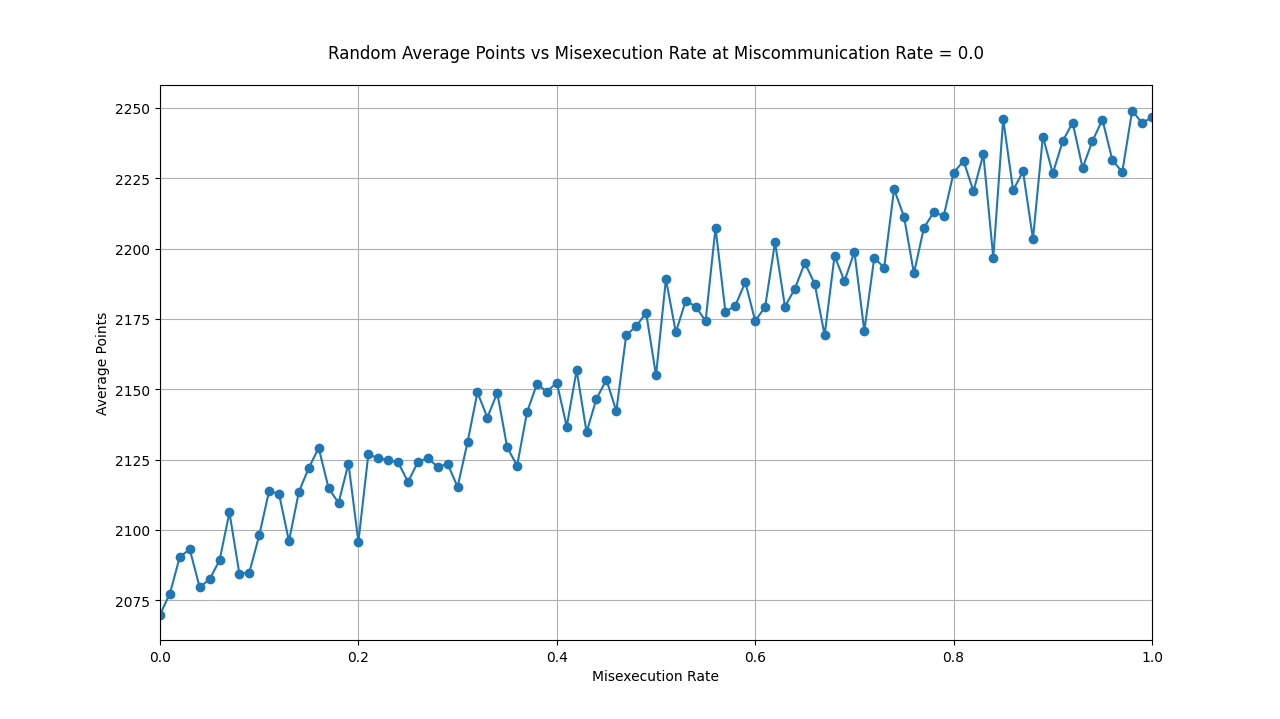 Random Average Points vs Misexecution Rate at Miscommunication Rate = 0.0
2250
2225
2200
2175
2150
2125
2100
2075
Average Points
0.0 0.2 0.4 0.6 0.8 1.0
Misexecution Rate